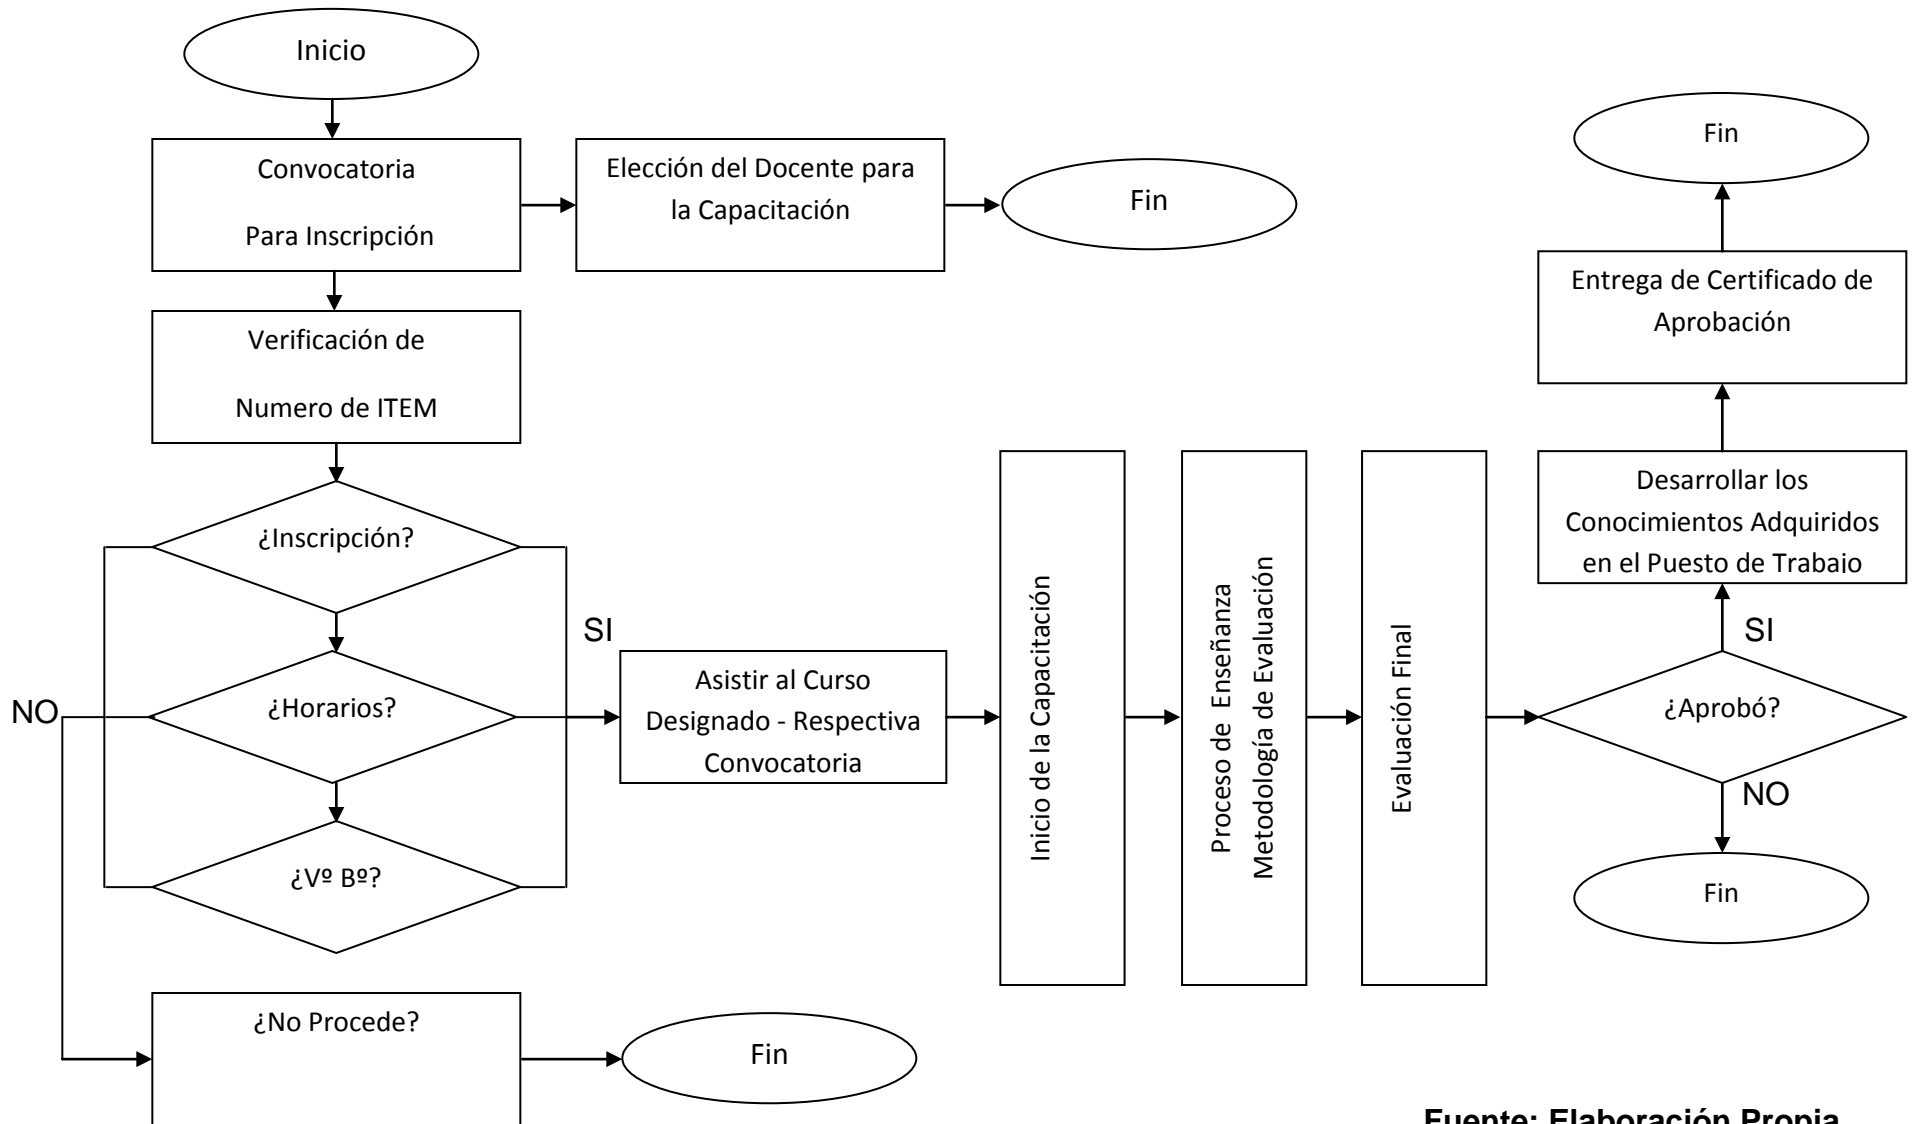 Inicio
Convocatoria
Para Inscripción
Elección del Docente para
la Capacitación
Fin
Verificación de
Numero de ITEM
¿Inscripción?
¿Horarios?
¿Vº Bº?
NO
SI
¿No Procede?
Fin
Asistir al Curso
Designado - Respectiva
Convocatoria
Inicio de la Capacitación
Proceso de  Enseñanza
Metodología de Evaluación
Evaluación Final
¿Aprobó?
SI
Desarrollar los
Conocimientos Adquiridos
en el Puesto de Trabajo
Entrega de Certificado de
Aprobación
Fin
NO
Fin
Fuente: Elaboración Propia